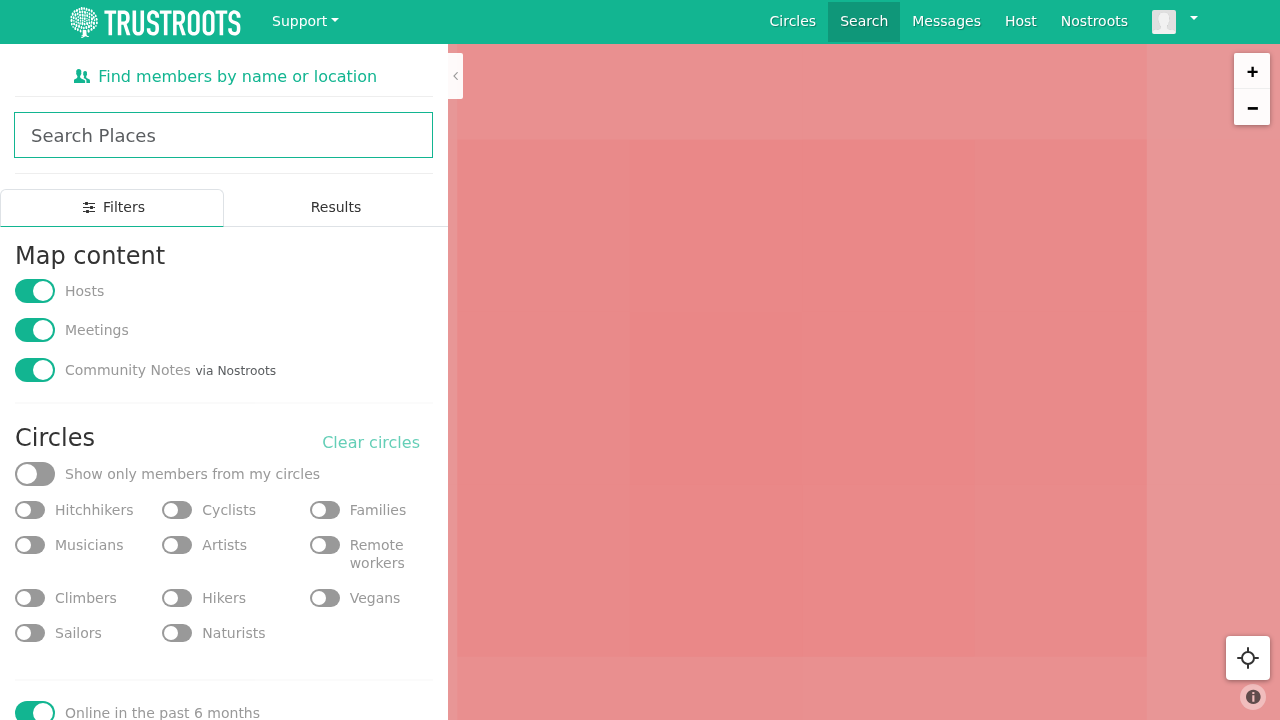 TRUSTROOTS
Support
Circles
Search
Messages
Host
Nostroots
Find members by name or location
Search Places
Filters
Results
Map content
Hosts
Meetings
Community Notes via Nostroots
Circles
Clear circles
Show only members from my circles
Hitchhikers
Cyclists
Families
Musicians
Artists
Remote
workers
Climbers
Hikers
Vegans
Sailors
Naturists
Online in the past 6 months
+
−